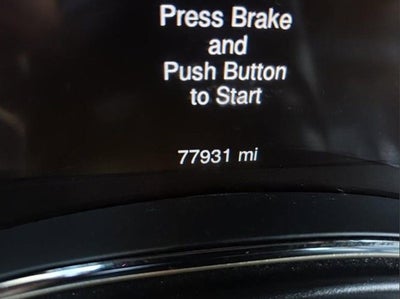 Press Brake
and
Push Button
to Start
77931 mi